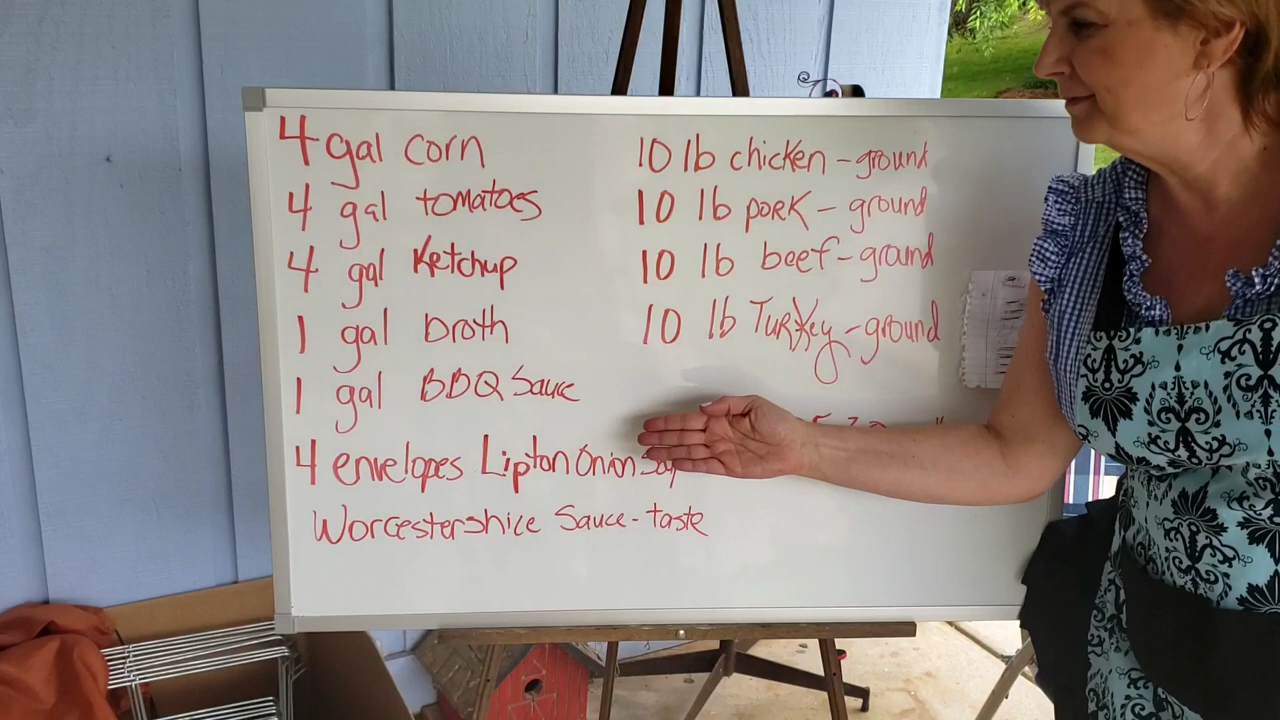 4 gal corn
4 gal tomatoes
4 gal Ketchup
1 gal broth
1 gal BBQ Sauce
4 envelopes Lipton Onion
Worcestershice Sauce - taste
10 lb chicken - ground
10 lb pork - ground
10 lb beef - ground
10 lb Turkey - ground